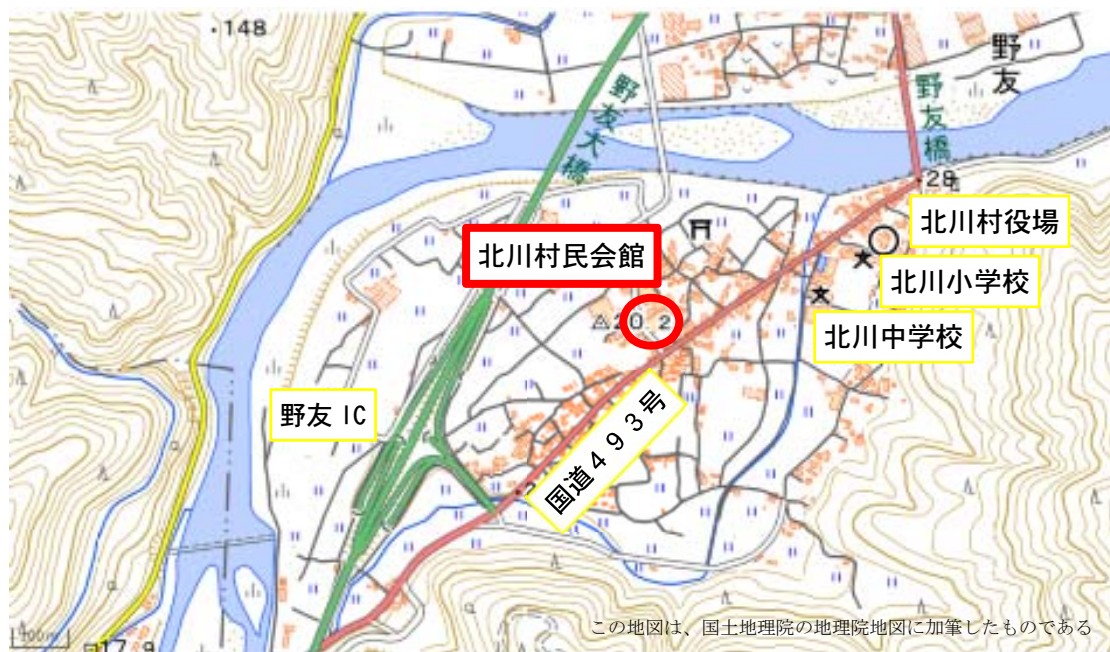 ・148
野友
野友大橋
野友橋
28
北川村役場
北川村民会館
北川小学校
20.2
北川中学校
野友 IC
国道493号
この地図は、国土地理院の地理院地図に加筆したものである
100m
17.9